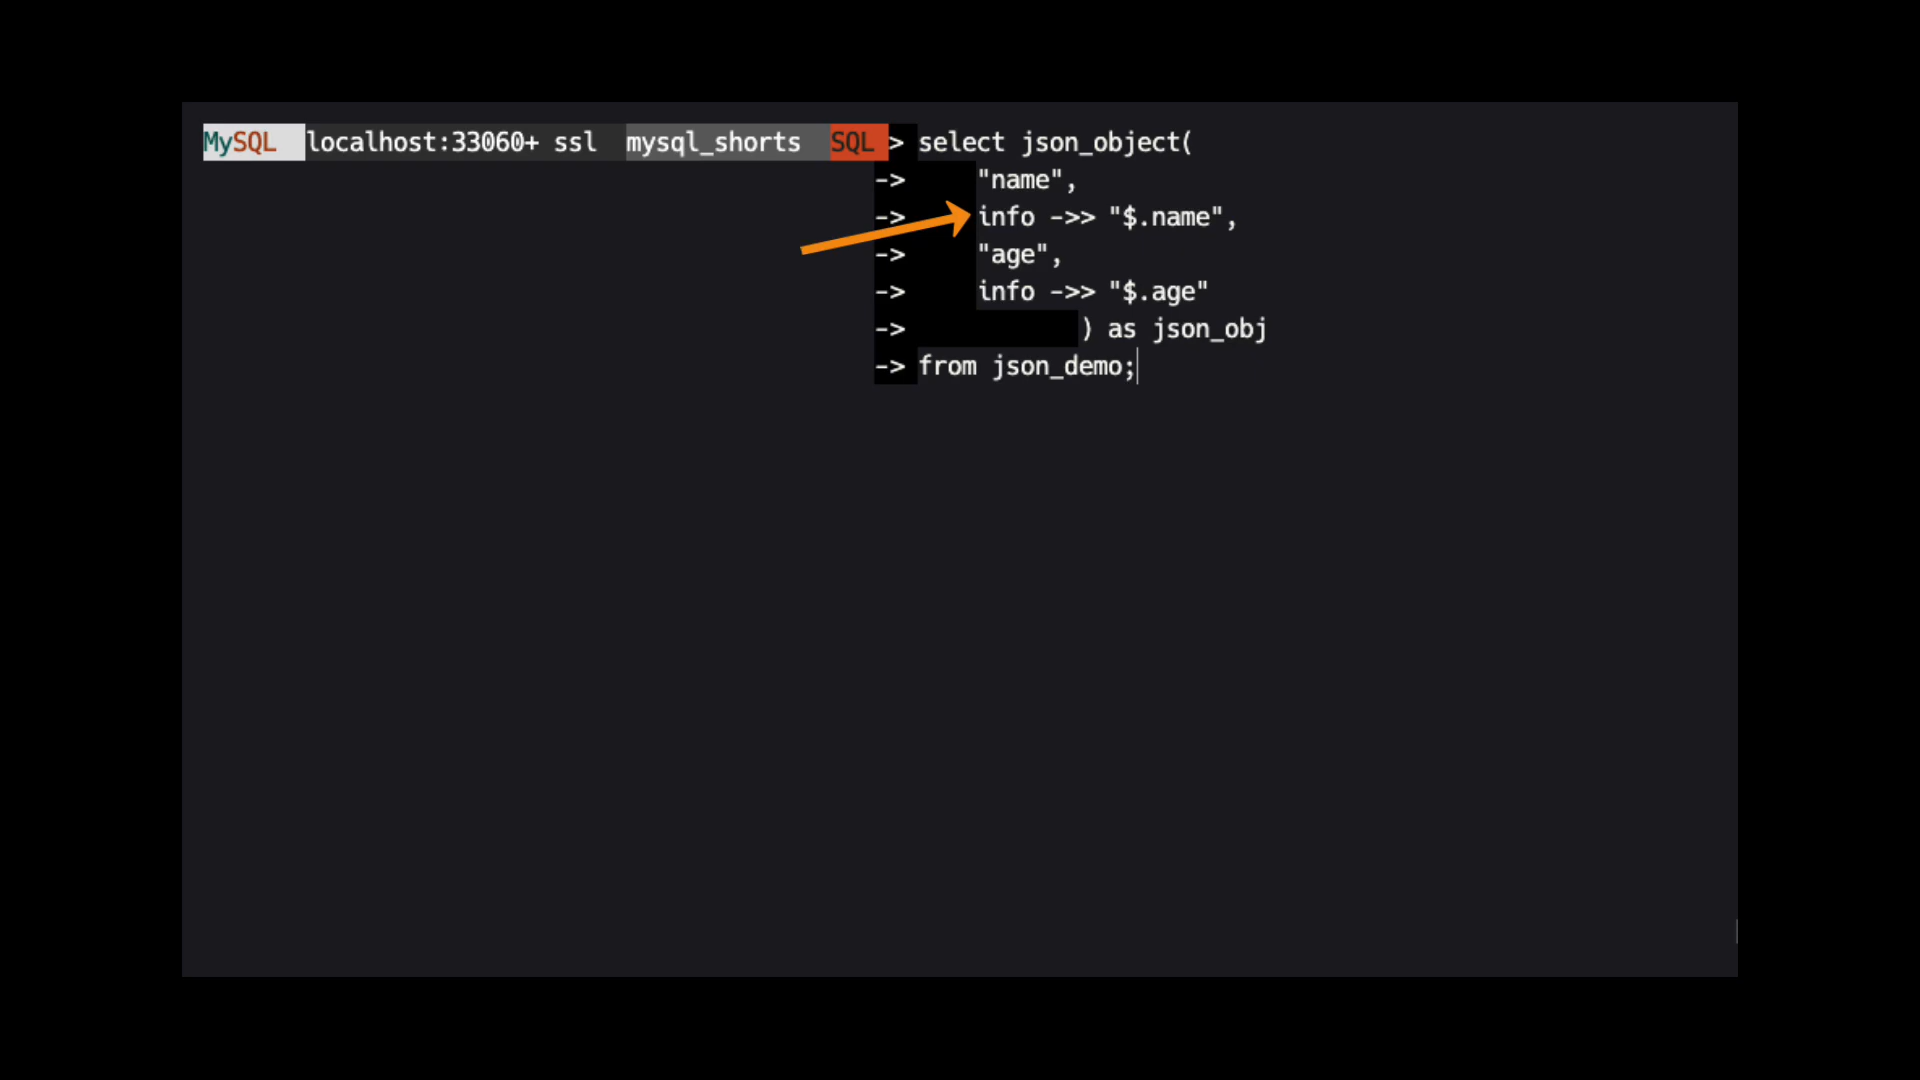 MySQL localhost:33060+ ssl mysql_shorts SQL > select json_object(
-> "name",
-> info ->> "$.name",
-> "age",
-> info ->> "$.age"
-> ) as json_obj
-> from json_demo;